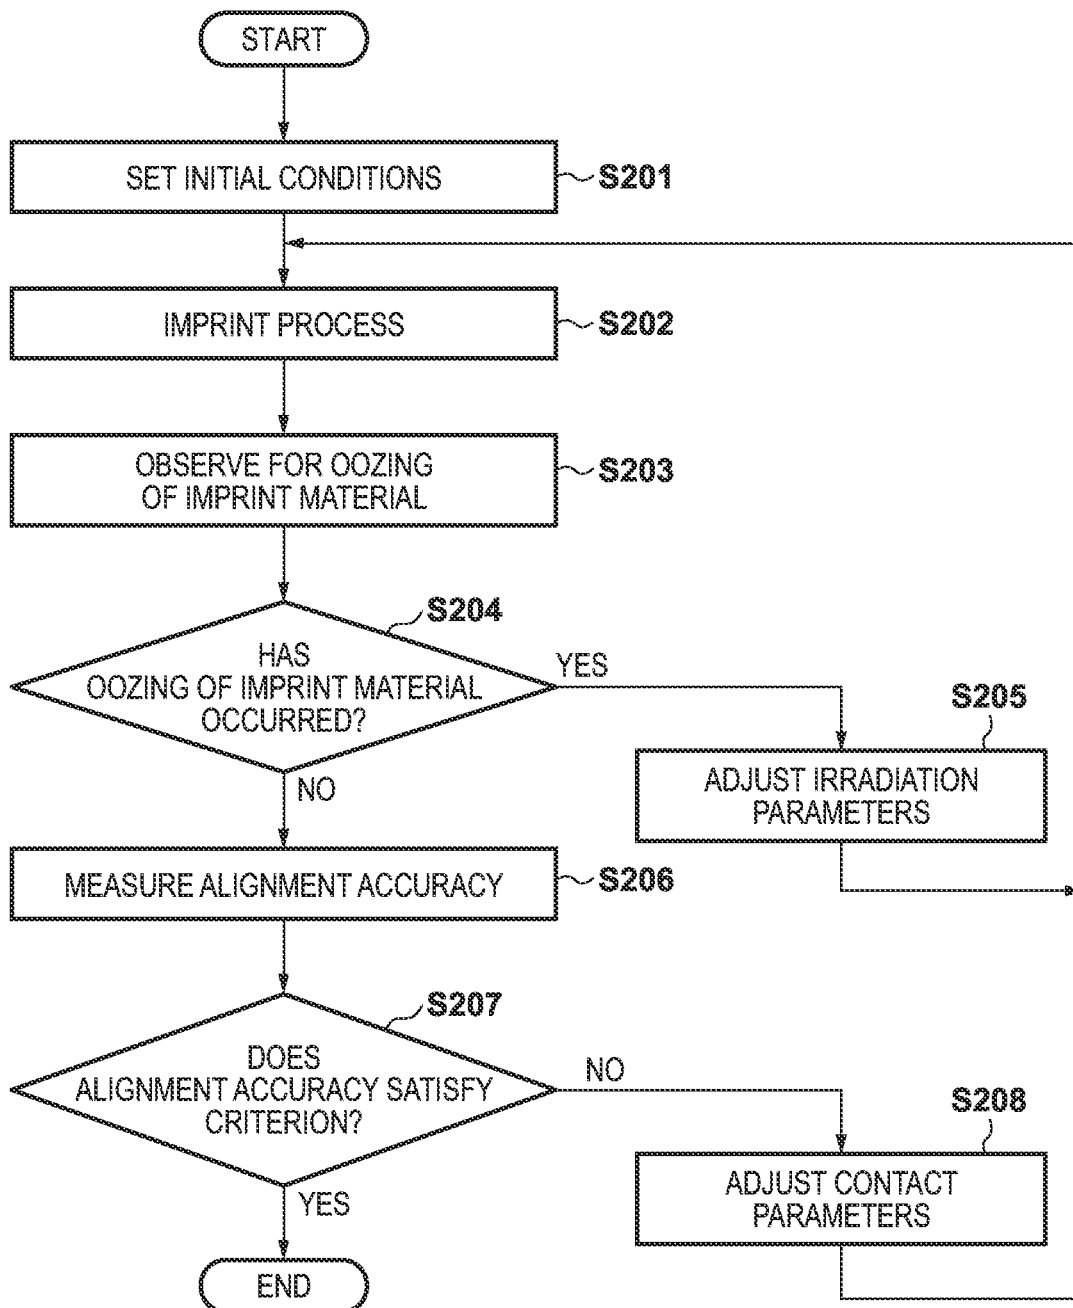 START
SET INITIAL CONDITIONS
S201
IMPRINT PROCESS
S202
OBSERVE FOR OOZING
OF IMPRINT MATERIAL
S203
S204
HAS
OOZING OF IMPRINT MATERIAL
OCCURRED?
YES
S205
ADJUST IRRADIATION
PARAMETERS
NO
MEASURE ALIGNMENT ACCURACY
S206
S207
DOES
ALIGNMENT ACCURACY SATISFY
CRITERION?
NO
S208
ADJUST CONTACT
PARAMETERS
YES
END